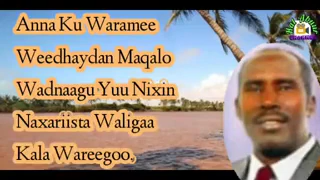 Anna Ku Waramee
Weedhaydan Maqalo
Wadnaagu Yuu Nixin
Naxariista Waligaa
Kala Wareegoo.